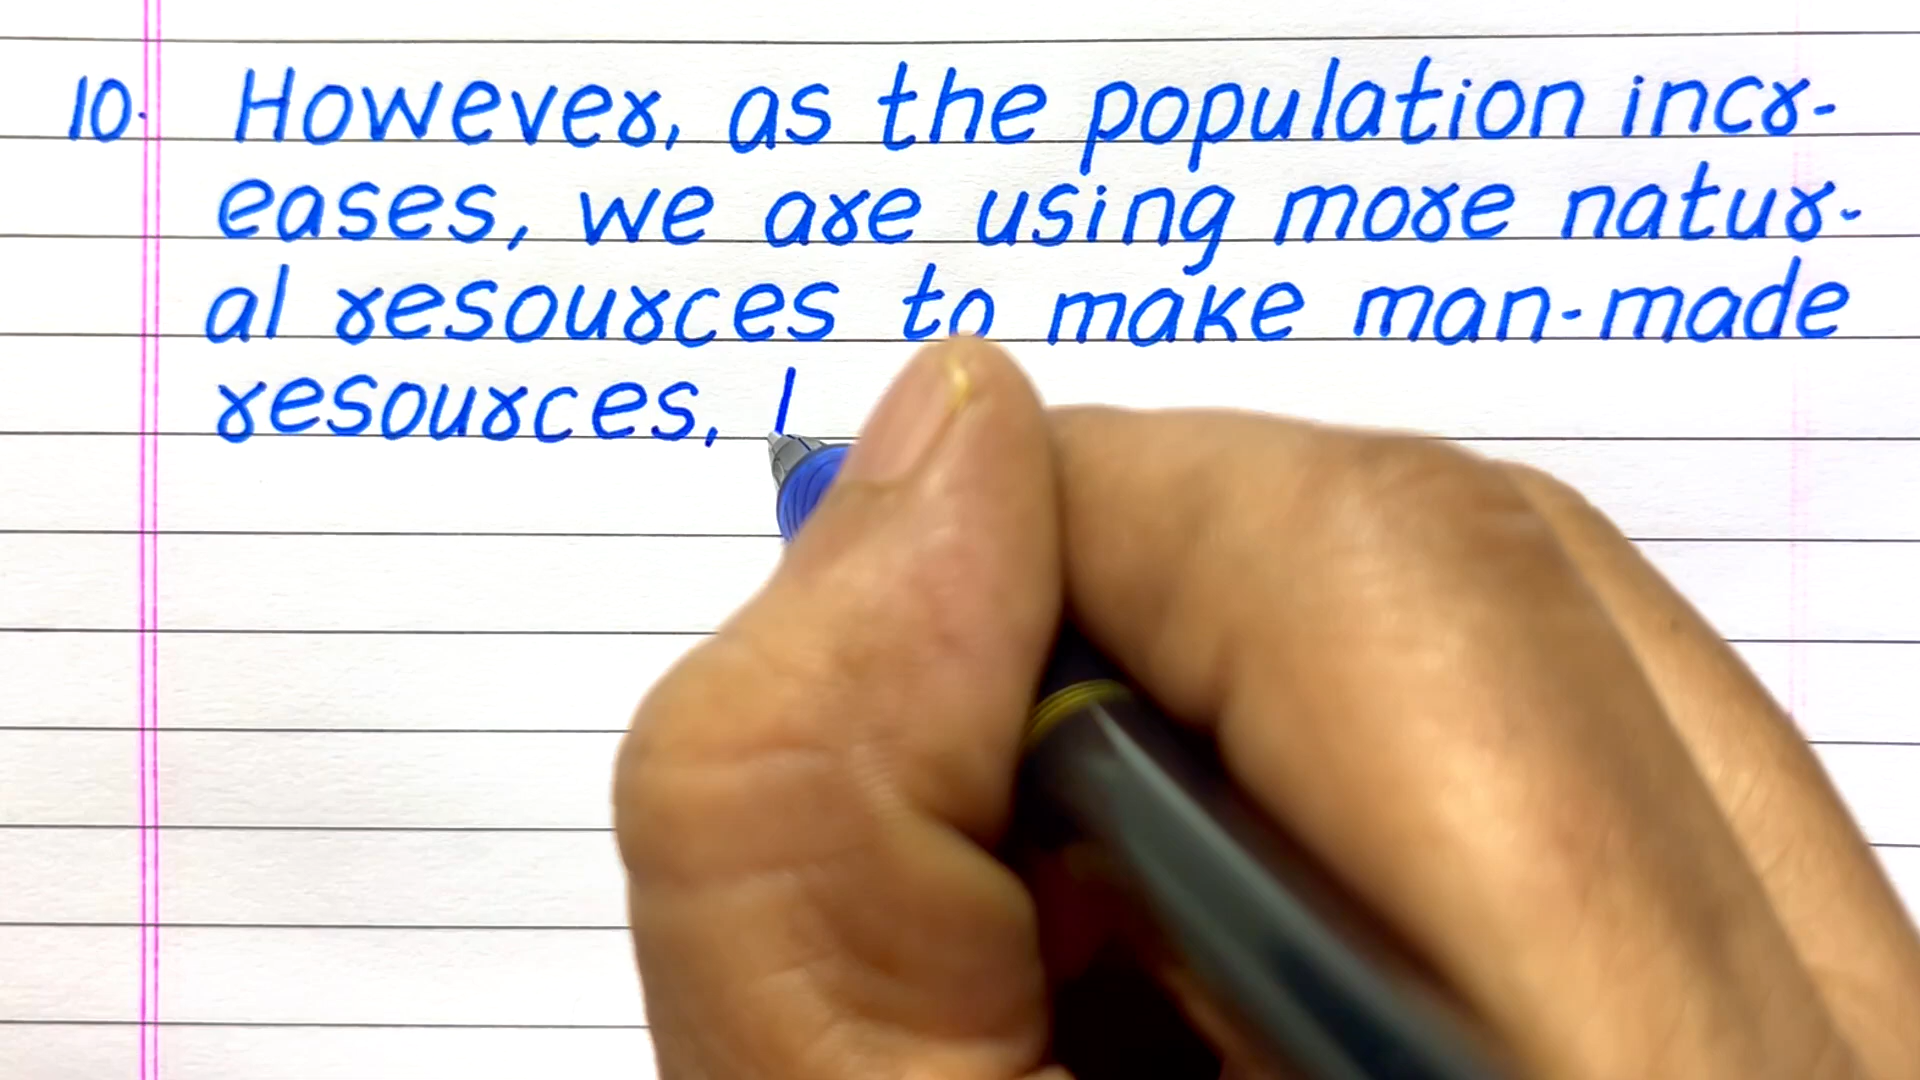 10. However, as the population incr-
eases, we are using more natur-
al resources to make man-made
resources,